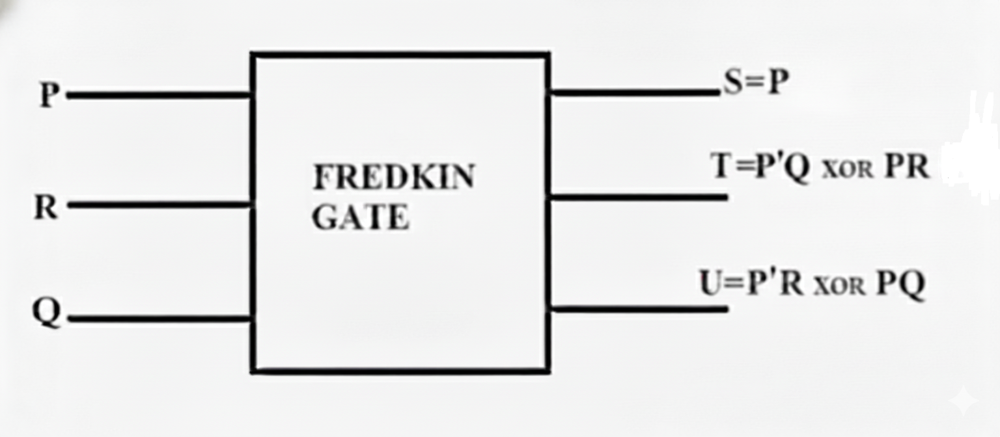 P
R
Q
FREDKIN
GATE
S=P
T=P'Q XOR PR
U=P'R XOR PQ